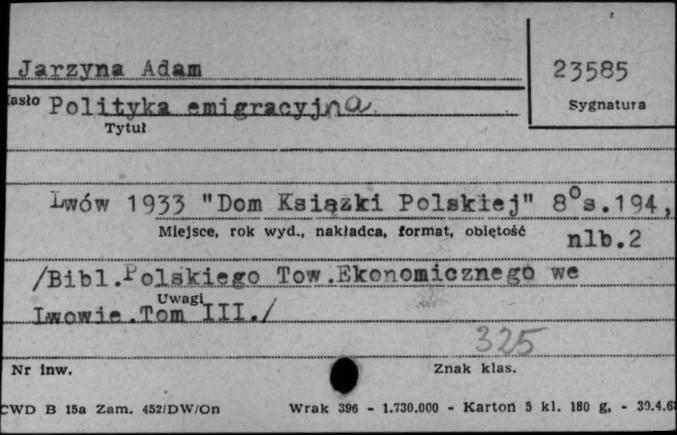 Jarzyna Adam
23585
Sygnatura
asło Polityka emigracyjna
Tytuł
Lwów 1933 "Dom Książki Polskiej" 8°s.194,
Miejsce, rok wyd., nakładca, format, obiętość
nlb.2
/Bibl.Polskiego Tow.Ekonomicznego we
Uwagi
Lwowie.Tom III./
325
Nr inw.
Znak klas.
CWD B 15a Zam. 452/DW/On Wrak 396 - 1.730.000 - Kartoń 5 kl. 180 g, - 30.4.6